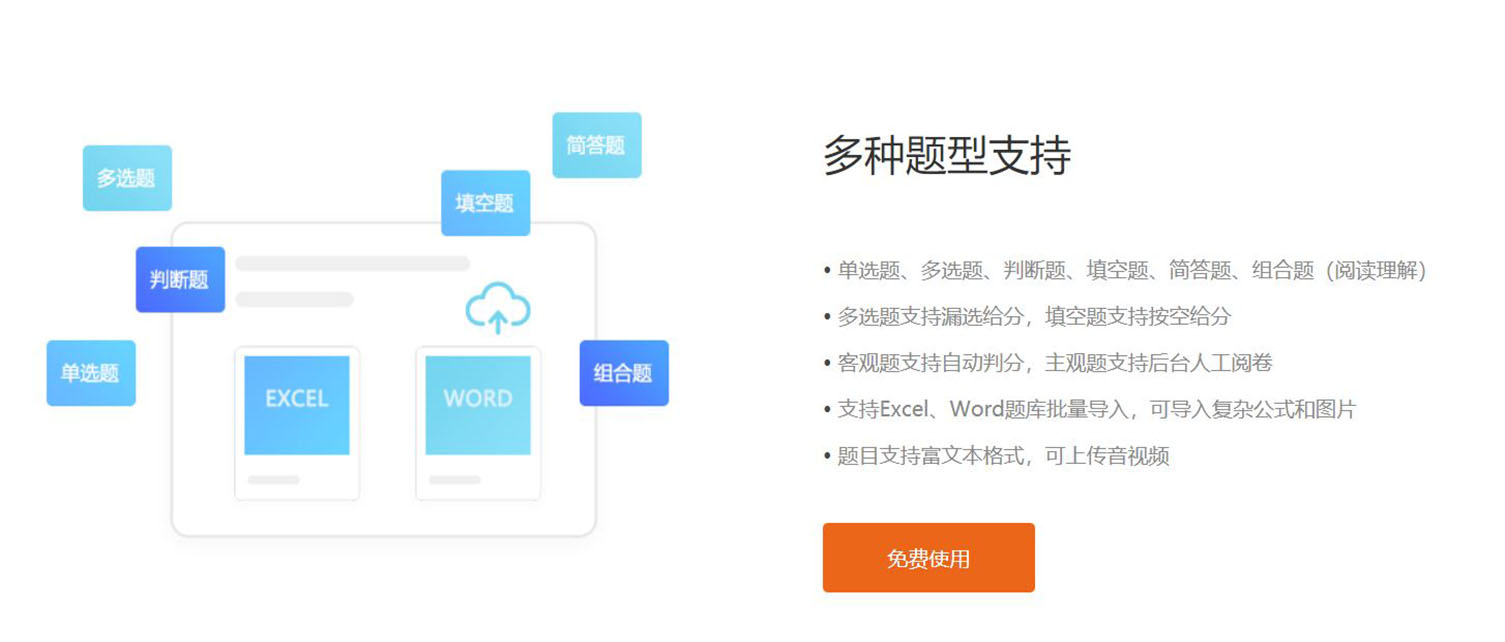 简答题
多选题
填空题
判断题
单选题
组合题
EXCEL
WORD
多种题型支持
• 单选题、多选题、判断题、填空题、简答题、组合题（阅读理解）
• 多选题支持漏选给分，填空题支持按空给分
• 客观题支持自动判分，主观题支持后台人工阅卷
• 支持Excel、Word题库批量导入，可导入复杂公式和图片
• 题目支持富文本格式，可上传音视频
免费使用